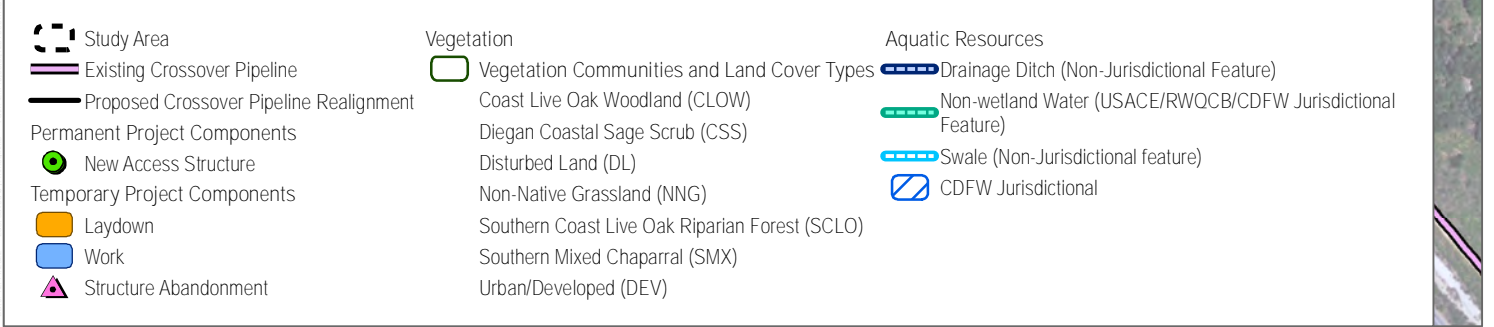 Study Area
Existing Crossover Pipeline
Proposed Crossover Pipeline Realignment
Permanent Project Components
New Access Structure
Temporary Project Components
Laydown
Work
Structure Abandonment
Vegetation
Vegetation Communities and Land Cover Types
Coast Live Oak Woodland (CLOW)
Diegan Coastal Sage Scrub (CSS)
Disturbed Land (DL)
Non-Native Grassland (NNG)
Southern Coast Live Oak Riparian Forest (SCLO)
Southern Mixed Chaparral (SMX)
Urban/Developed (DEV)
Aquatic Resources
Drainage Ditch (Non-Jurisdictional Feature)
Non-wetland Water (USACE/RWQCB/CDFW Jurisdictional
Feature)
Swale (Non-Jurisdictional feature)
CDFW Jurisdictional